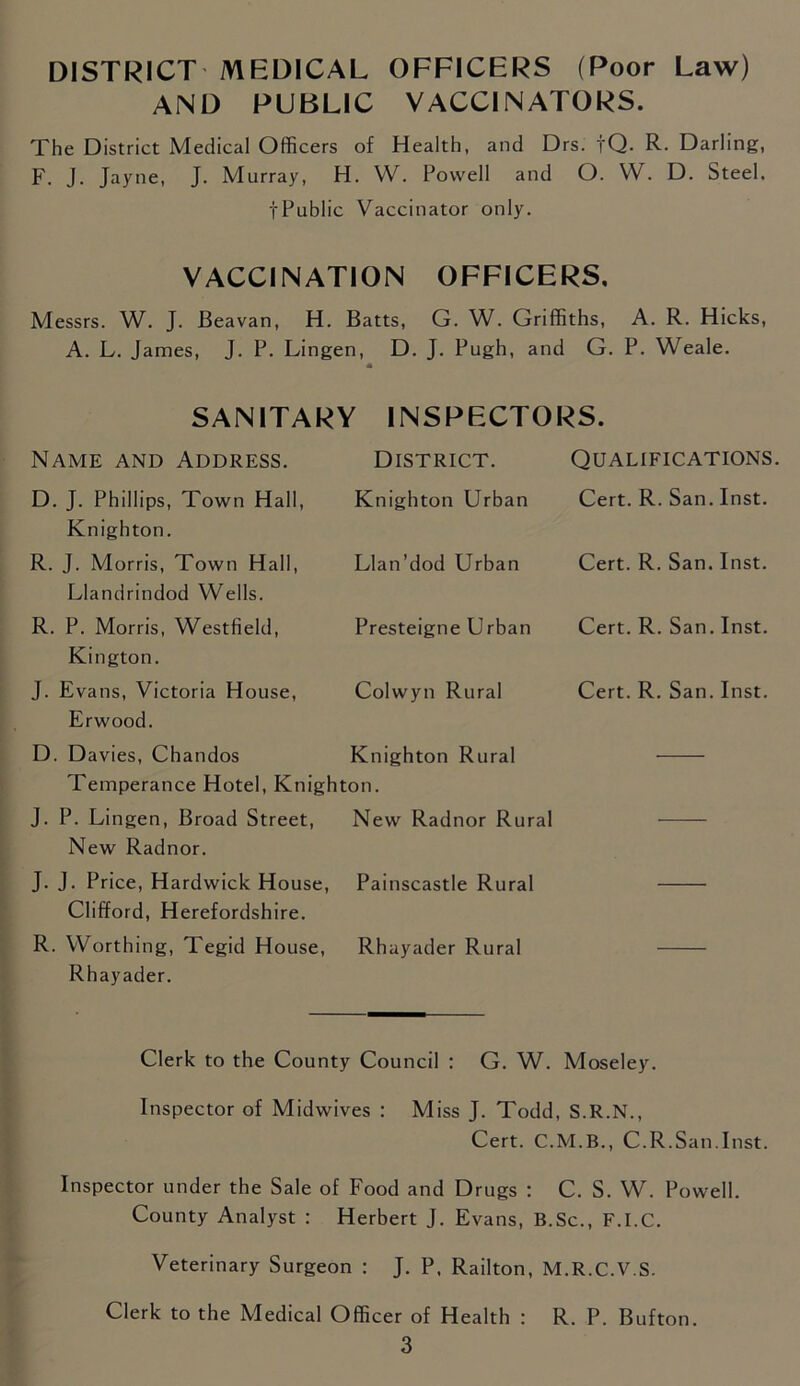 DISTRICT MEDICAL OFFICERS (Poor Law)
AND PUBLIC VACCINATORS.
The District Medical Officers of Health, and Drs. †Q. R. Darling,
F. J. Jayne, J. Murray, H. W. Powell and O. W. D. Steel.
†Public Vaccinator only.
VACCINATION OFFICERS.
Messrs. W. J. Beavan, H. Batts, G. W. Griffiths, A. R. Hicks,
A. L. James, J. P. Lingen, D. J. Pugh, and G. P. Weale.
SANITARY INSPECTORS.
NAME AND ADDRESS. DISTRICT. QUALIFICATIONS.
D. J. Phillips, Town Hall, Knighton Urban Cert. R. San. Inst.
Knighton.
R. J. Morris, Town Hall, Llan'dod Urban Cert. R. San. Inst.
Llandrindod Wells.
R. P. Morris, Westfield, Presteigne Urban Cert. R. San. Inst.
Kington.
J. Evans, Victoria House, Colwyn Rural Cert. R. San. Inst.
Erwood.
D. Davies, Chandos Knighton Rural ——
Temperance Hotel, Knighton.
J. P. Lingen, Broad Street, New Radnor Rural ——
New Radnor.
J. J. Price, Hardwick House, Painscastle Rural ——
Clifford, Herefordshire.
R. Worthing, Tegid House, Rhayader Rural ——
Rhayader.
Clerk to the County Council : G. W. Moseley.
Inspector of Midwives : Miss J. Todd, S.R.N.,
Cert. C.M.B., C.R.San.Inst.
Inspector under the Sale of Food and Drugs : C. S. W. Powell.
County Analyst : Herbert J. Evans, B.Sc., F.I.C.
Veterinary Surgeon : J. P. Railton, M.R.C.V.S.
Clerk to the Medical Officer of Health : R. P. Bufton.
3